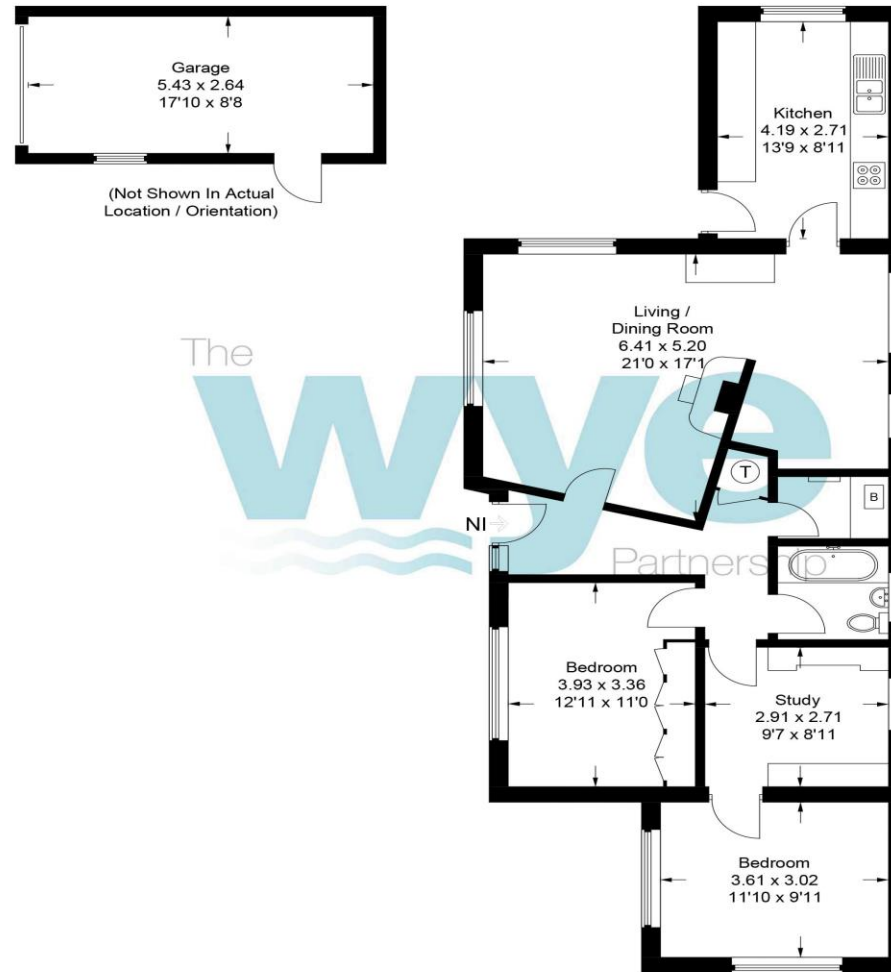 Garage
5.43 x 2.64
17'10 x 8'8
(Not Shown In Actual
Location / Orientation)
Kitchen
4.19 x 2.71
13'9 x 8'11
Living /
Dining Room
6.41 x 5.20
21'0 x 17'1
The
wye
Partnership
T
B
NI
Bedroom
3.93 x 3.36
12'11 x 11'0
Study
2.91 x 2.71
9'7 x 8'11
Bedroom
3.61 x 3.02
11'10 x 9'11